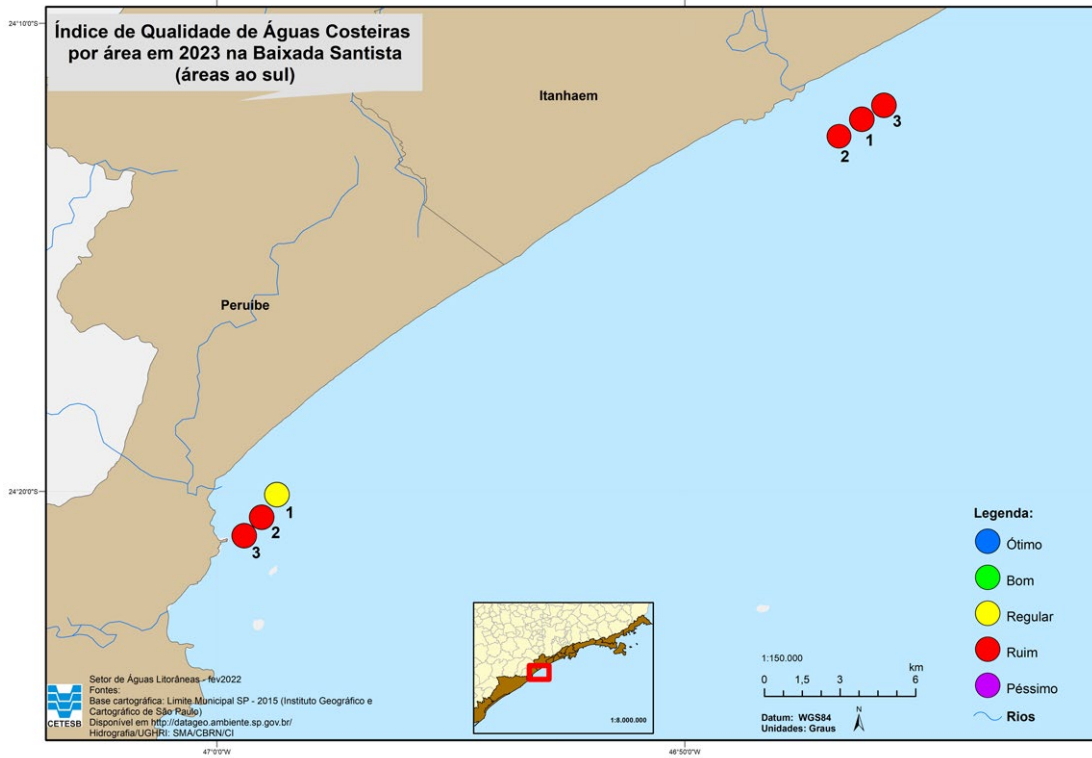 24°10'0"S
Índice de Qualidade de Águas Costeiras
por área em 2023 na Baixada Santista
(áreas ao sul)
Itanhaem
3
1
2
Peruíbe
24°20'0"S
1
2
3
Legenda:
Ótimo
Bom
Regular
Ruim
Péssimo
Rios
1:150.000
km
0 1,5 3 6
Datum: WGS84
Unidades: Graus
N
1:8.000.000
CETESB
Setor de Águas Litorâneas - fev2022
Fontes:
Base cartográfica: Limite Municipal SP - 2015 (Instituto Geográfico e
Cartográfico de São Paulo)
Disponível em http://datageo.ambiente.sp.gov.br/
Hidrografia/UGHRI: SMA/CBRN/CI
47°0'0"W
46°50'0"W